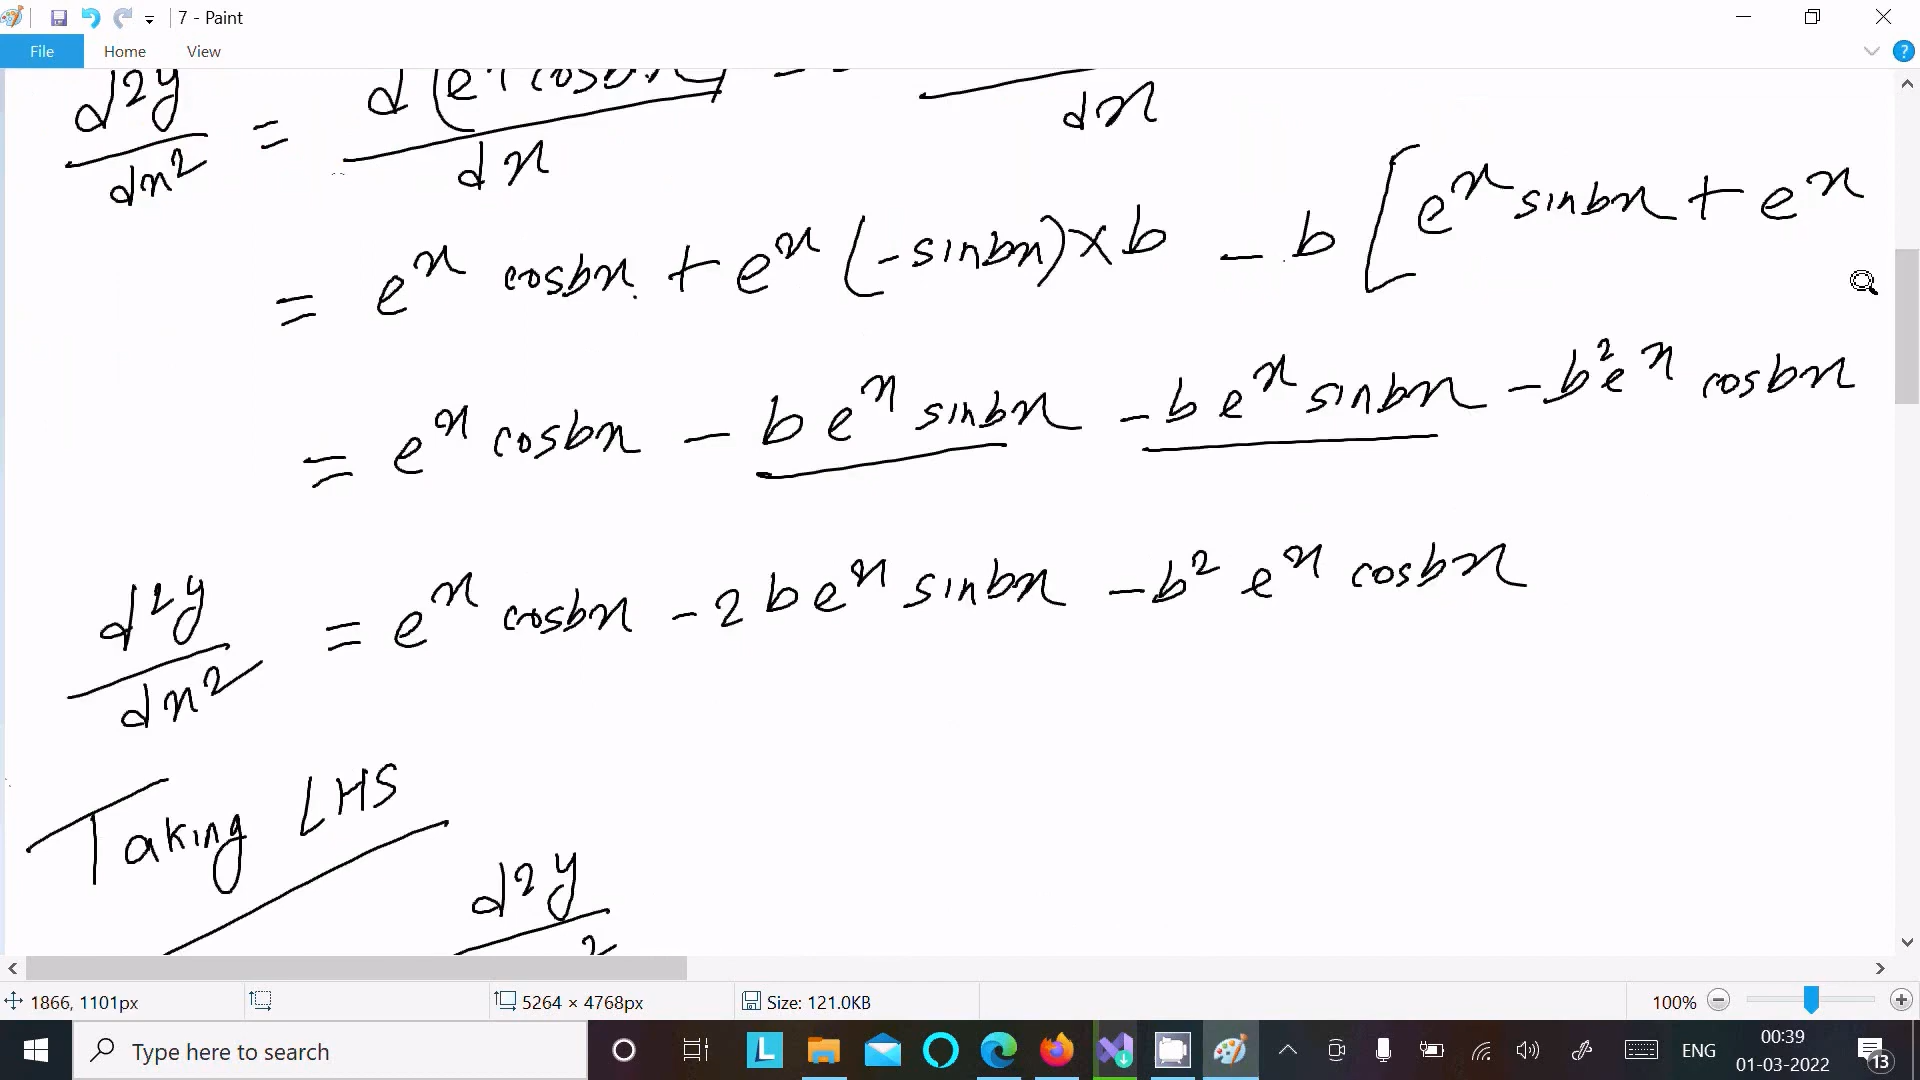 7 - Paint
File Home View
d²y/dx² = d(eˣ cosbx)/dx - /dx
= eˣ cosbx + eˣ (-sinbx)×b - b [eˣ sinbx + eˣ
= eˣ cosbx - b eˣ sinbx - b eˣ sinbx - b² eˣ cosbx
d²y/dx² = eˣ cosbx - 2 b eˣ sinbx - b² eˣ cosbx
Taking LHS
d²y
2
1866, 1101px 5264 × 4768px Size: 121.0KB 100%
Type here to search L ENG 00:39 01-03-2022 13